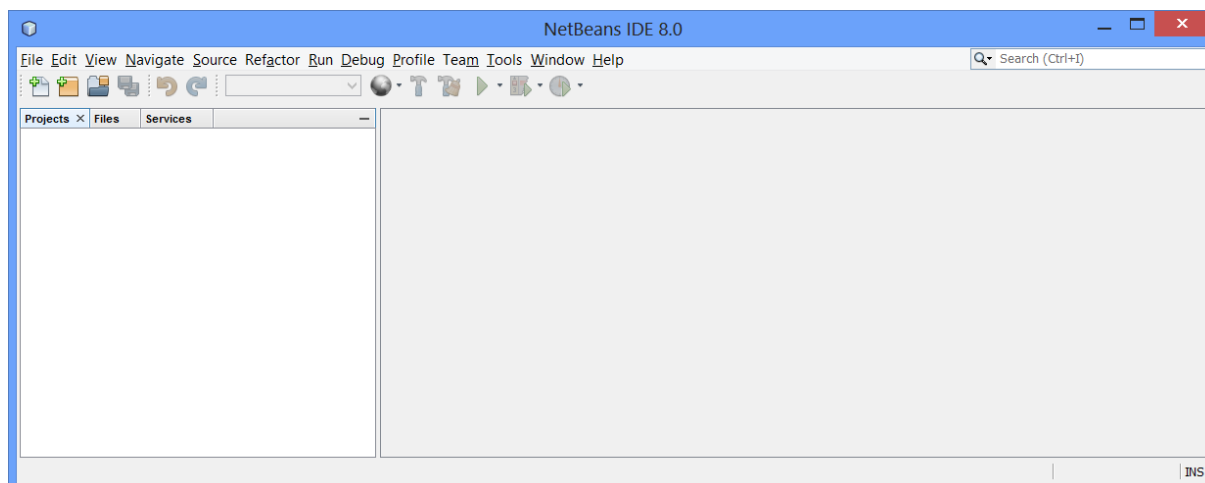 NetBeans IDE 8.0
File Edit View Navigate Source Refactor Run Debug Profile Team Tools Window Help
Search (Ctrl+I)
Projects Files Services
INS